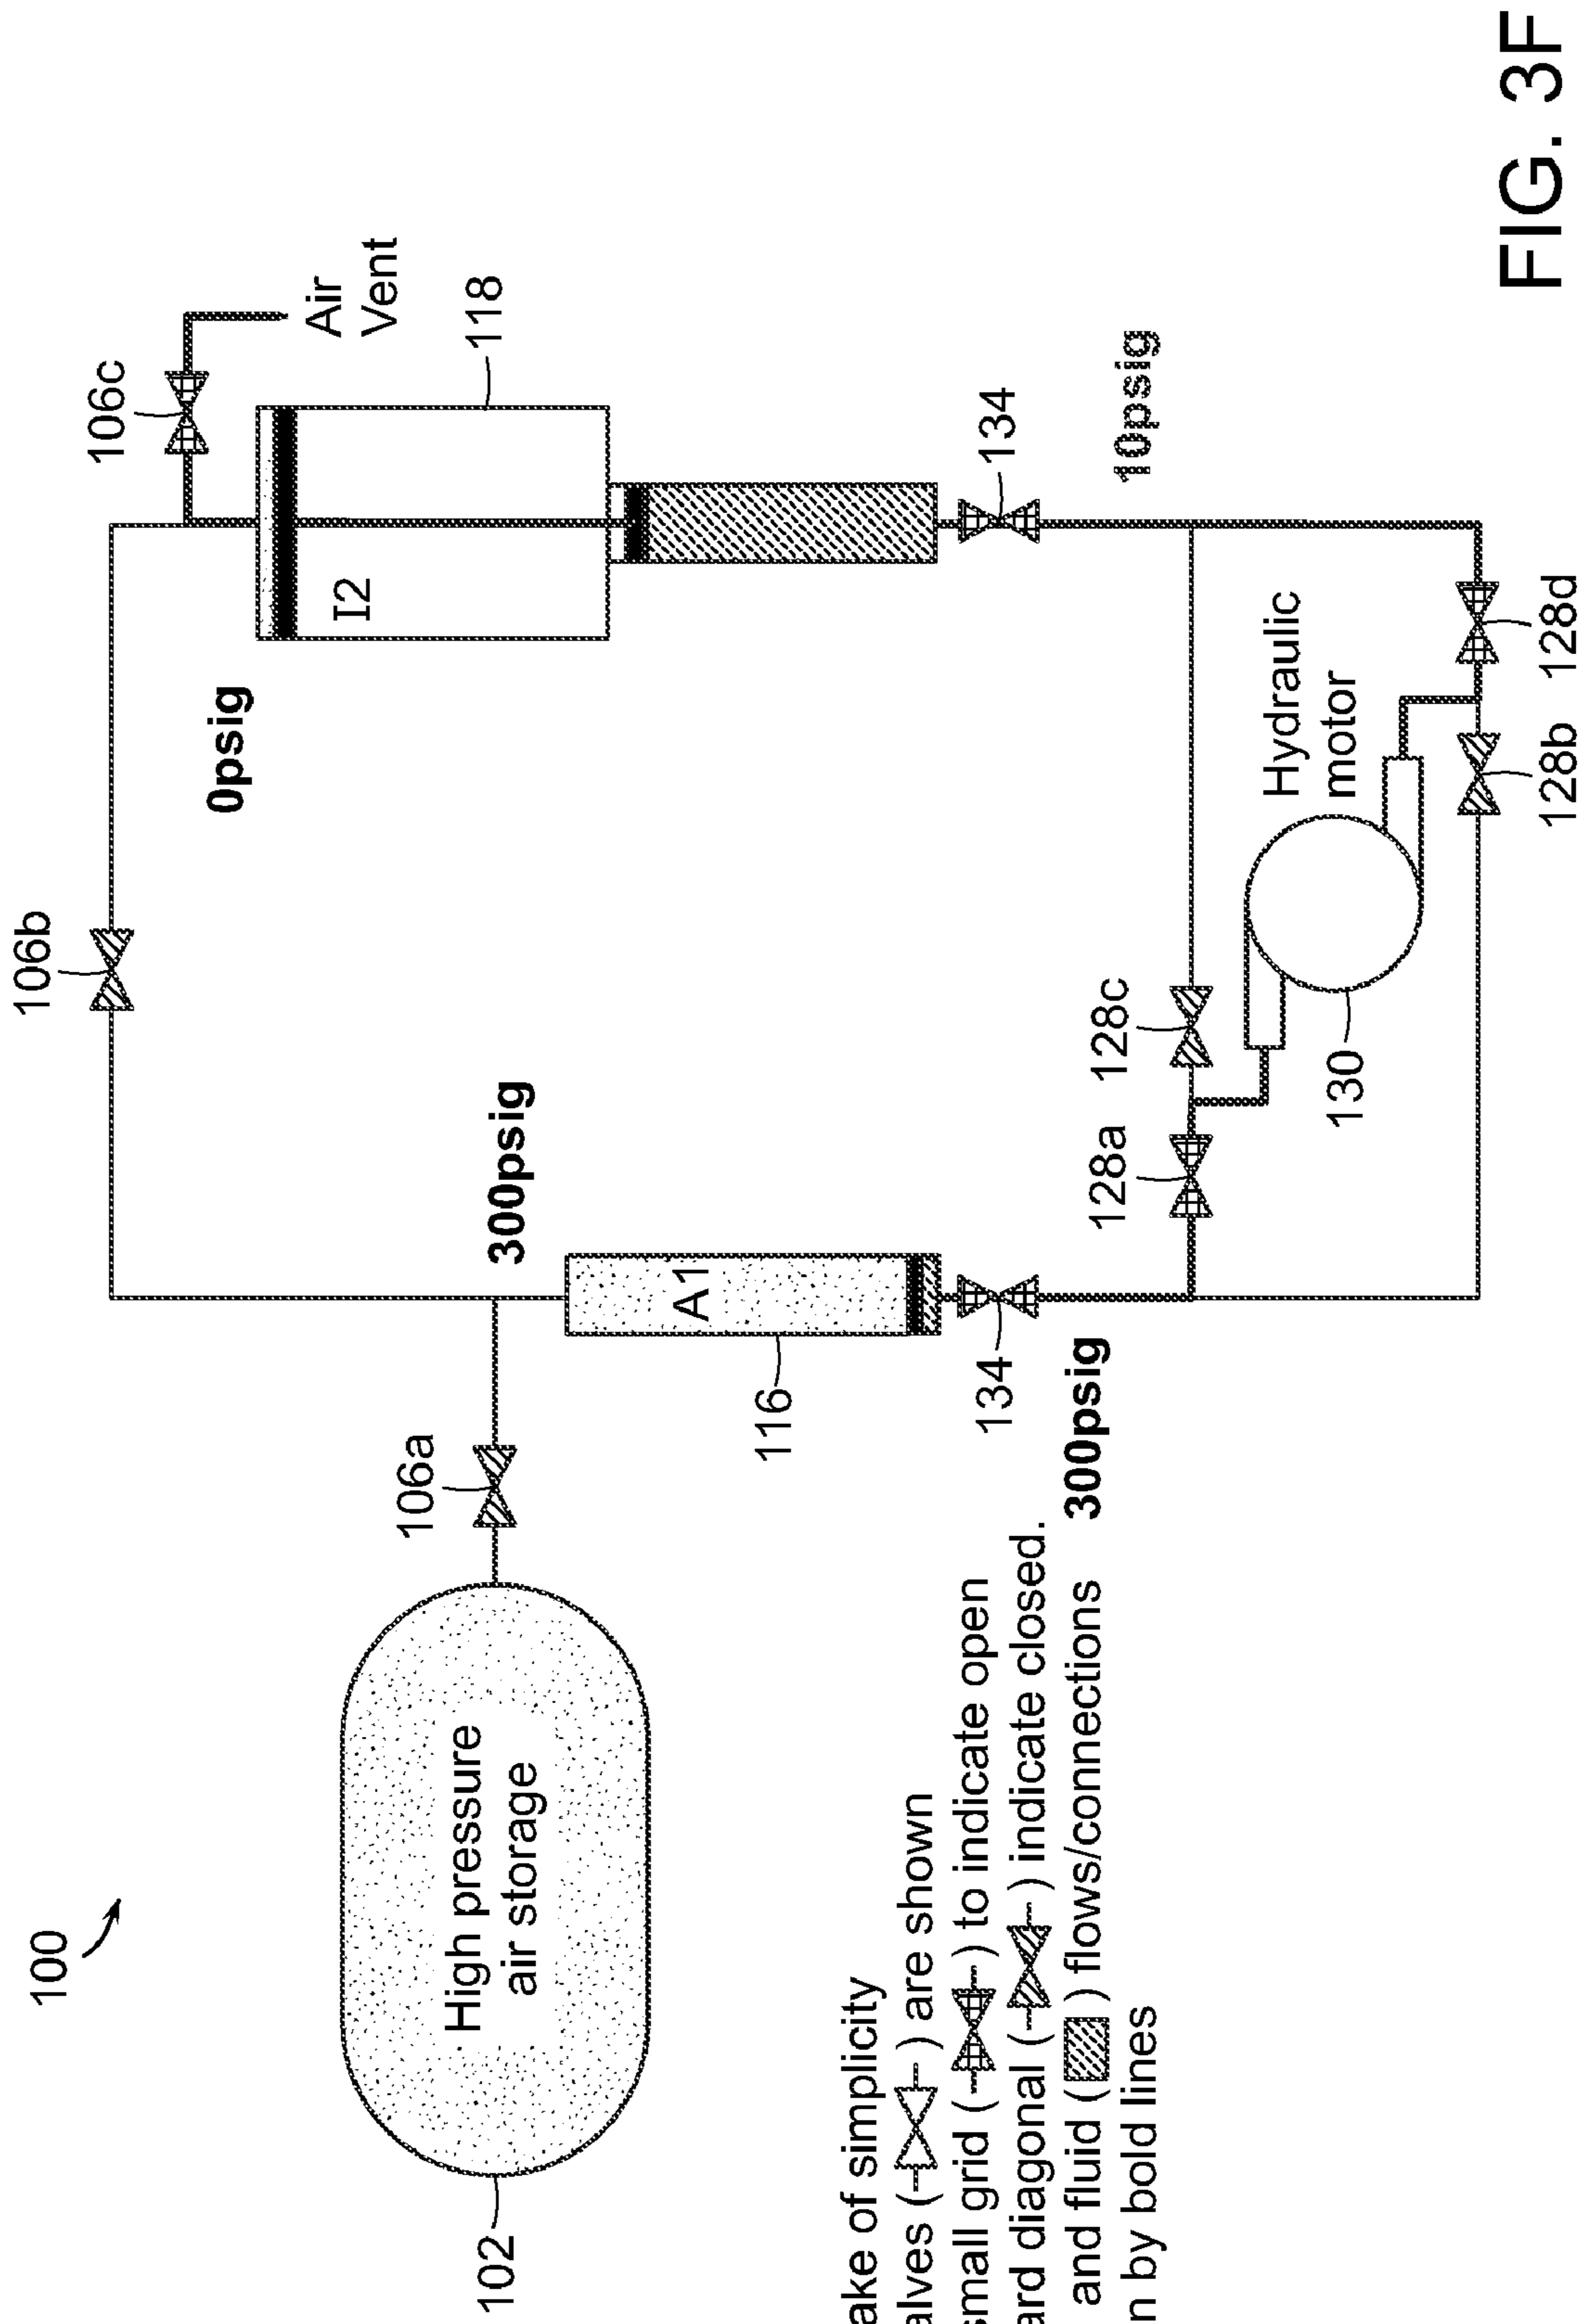 100
102
High pressure
air storage
106a
106b
106c
Air
Vent
0psig
300psig
I2
118
A1
116
134
134
10psig
300psig
128a
128c
Hydraulic
motor
130
128b
128d
ake of simplicity
alves ( ) are shown
small grid ( ) to indicate open
ard diagonal ( ) indicate closed.
and fluid ( ) flows/connections
n by bold lines
FIG. 3F